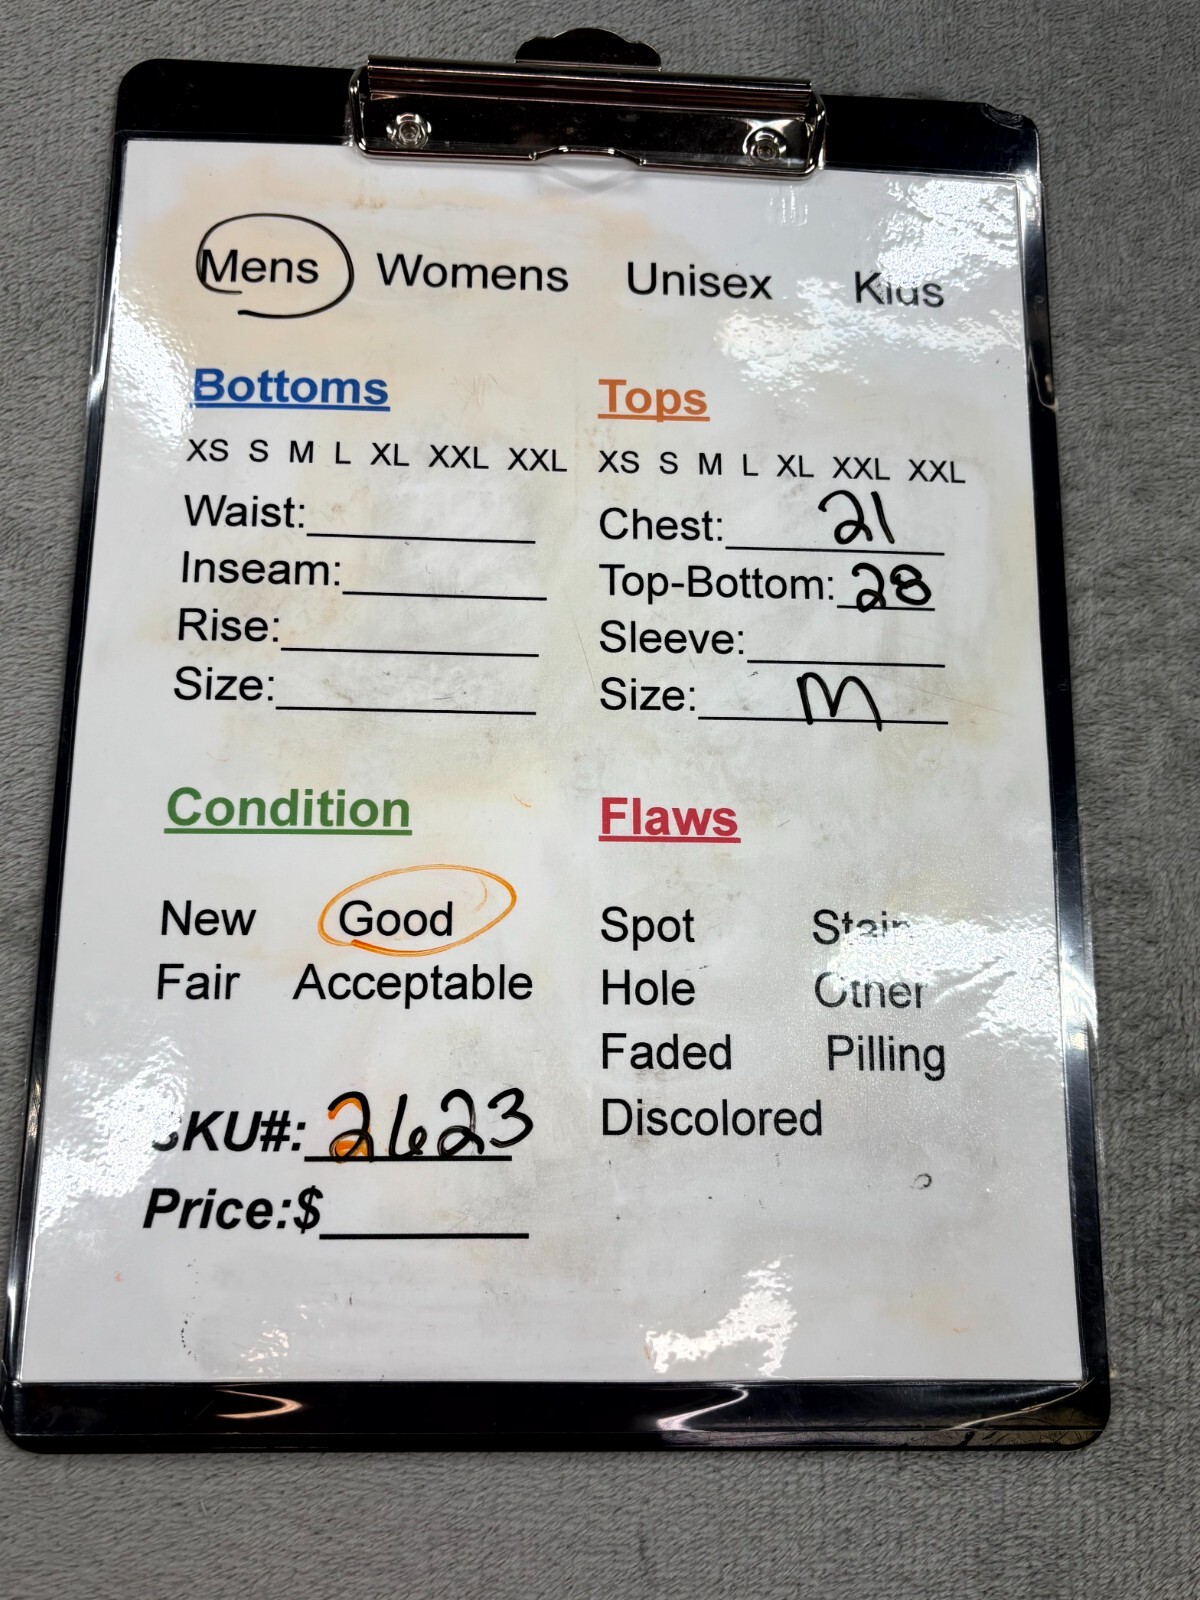 Mens Womens Unisex Kids
Bottoms
XS S M L XL XXL XXL
Waist:
Inseam:
Rise:
Size:
Tops
XS S M L XL XXL XXL
Chest: 21
Top-Bottom: 28
Sleeve:
Size: M
Condition
New Good
Fair Acceptable
Flaws
Spot Stain
Hole Other
Faded Pilling
Discolored
SKU#: 2623
Price:$